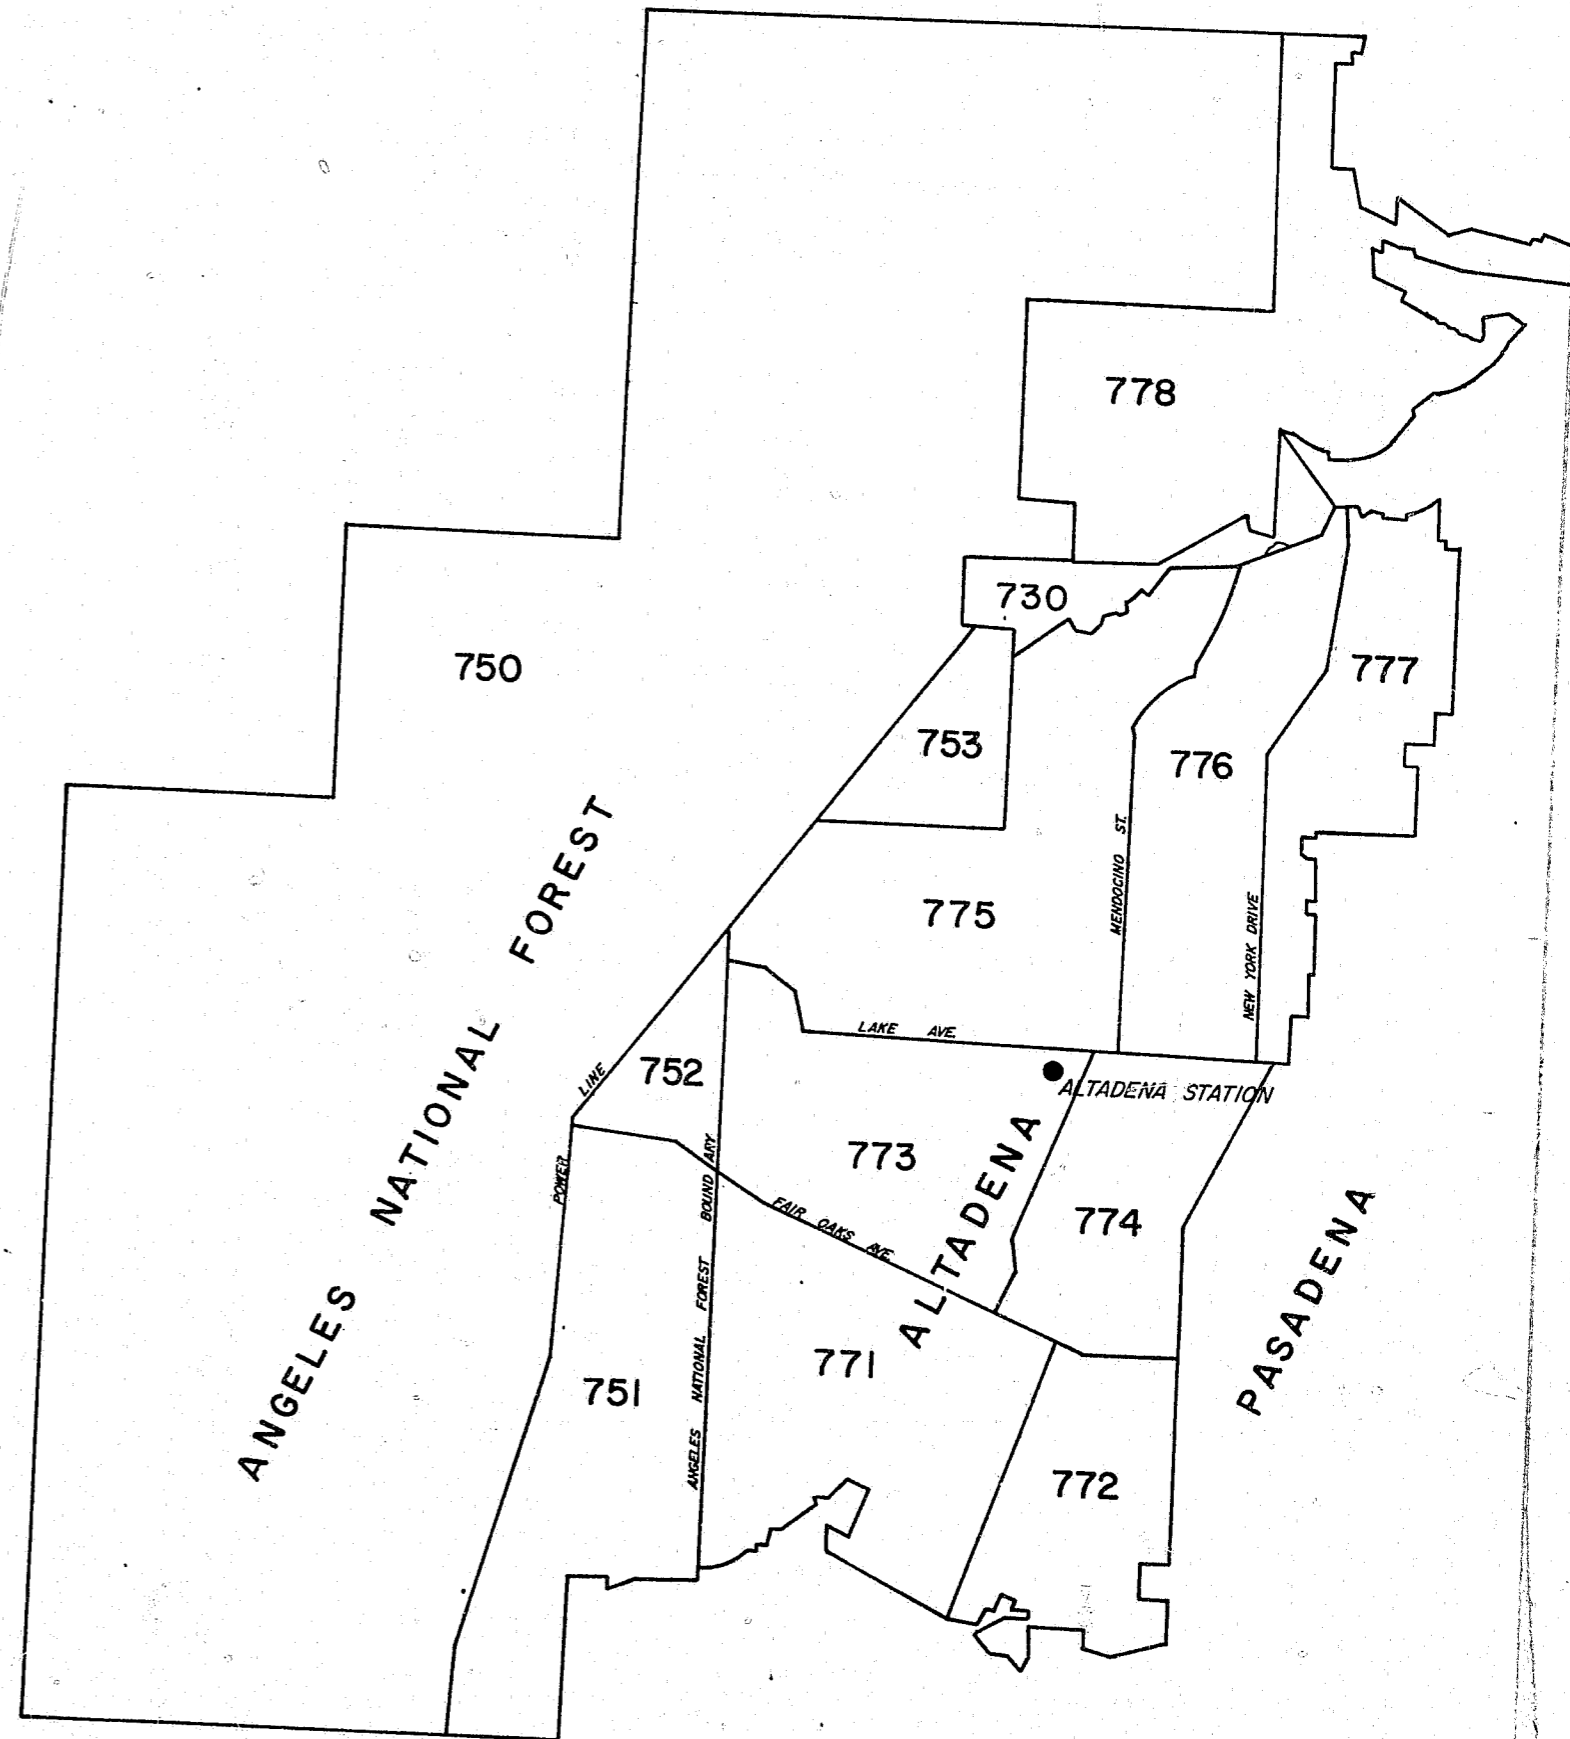 778
730
750
777
753
776
MENDOCINO ST.
775
NEW YORK DRIVE
ANGELES NATIONAL FOREST
LAKE AVE.
752
POWER LINE
ALTADENA STATION
773
ALTADENA
ANGELES NATIONAL FOREST BOUNDARY
FAIR OAKS AVE.
774
PASADENA
771
751
772